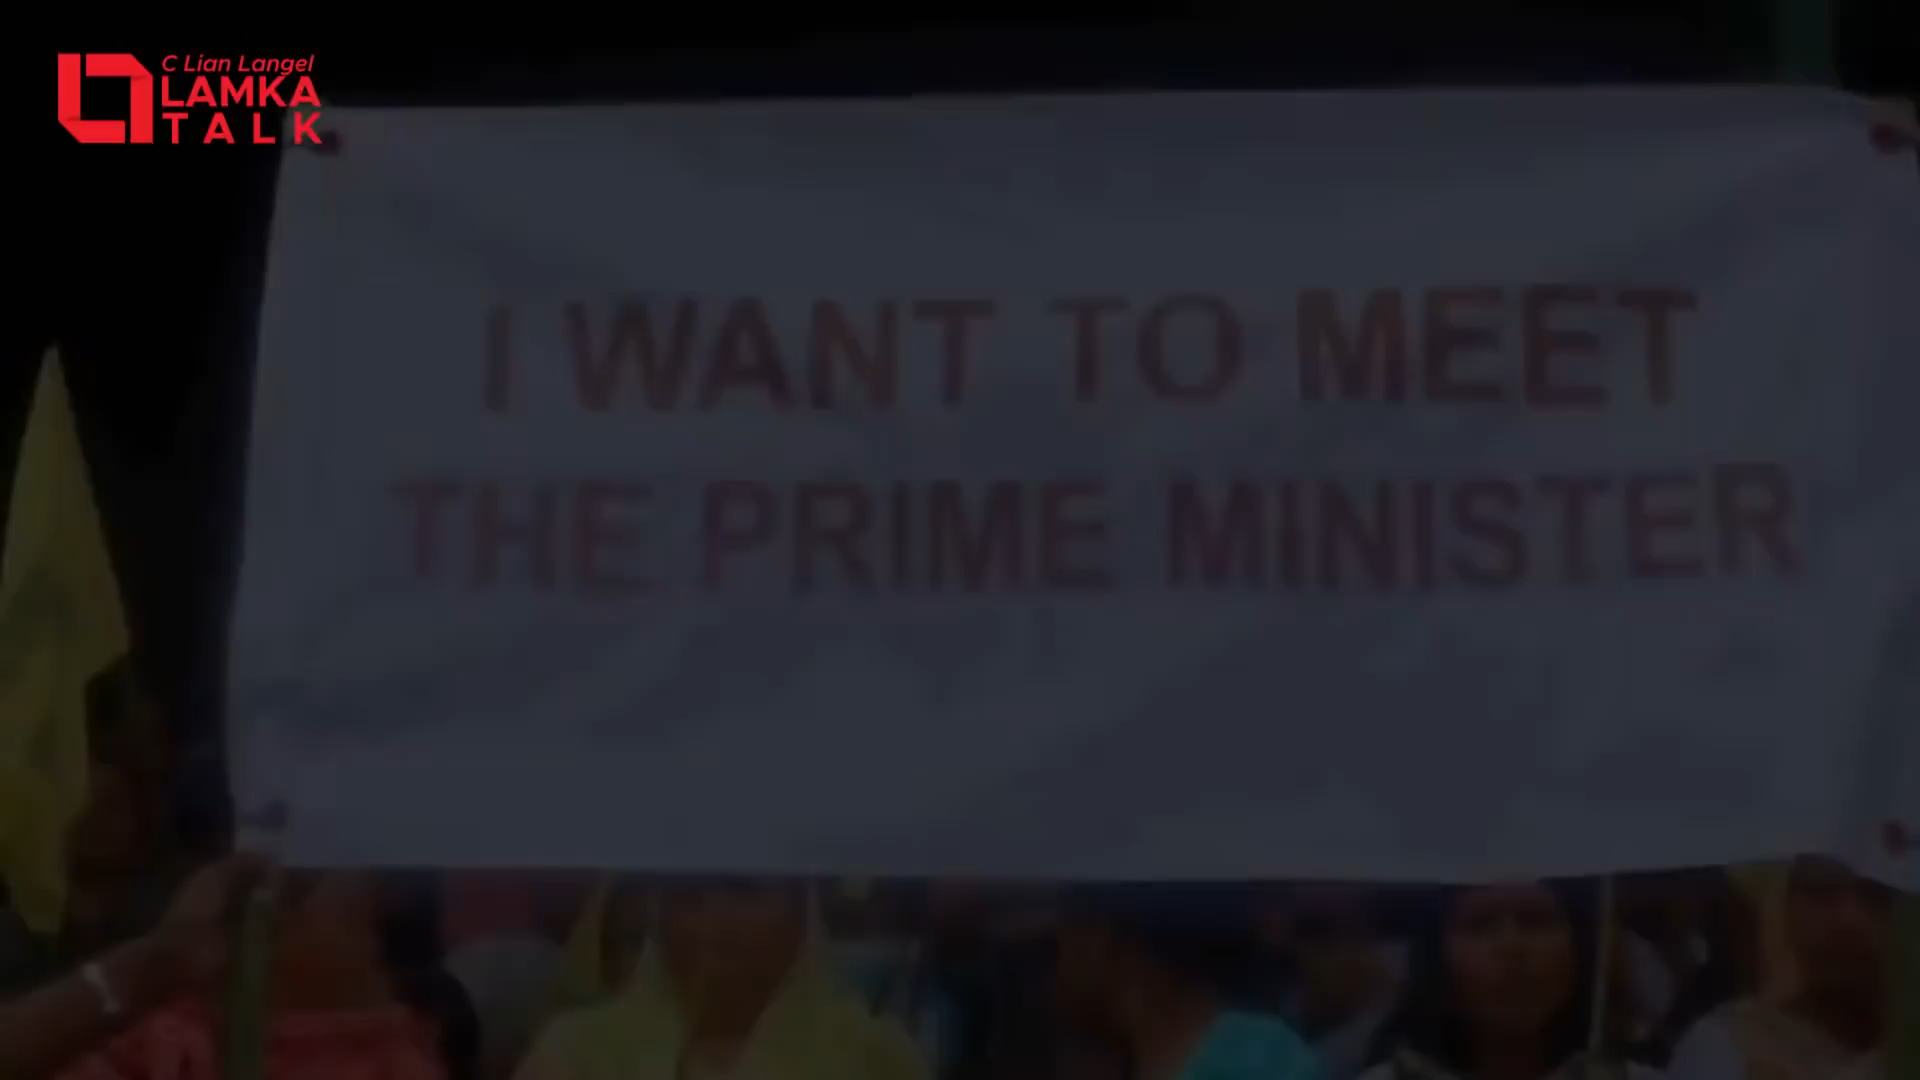 C Lian Langel
LAMKA
TALK
I WANT TO MEET
THE PRIME MINISTER